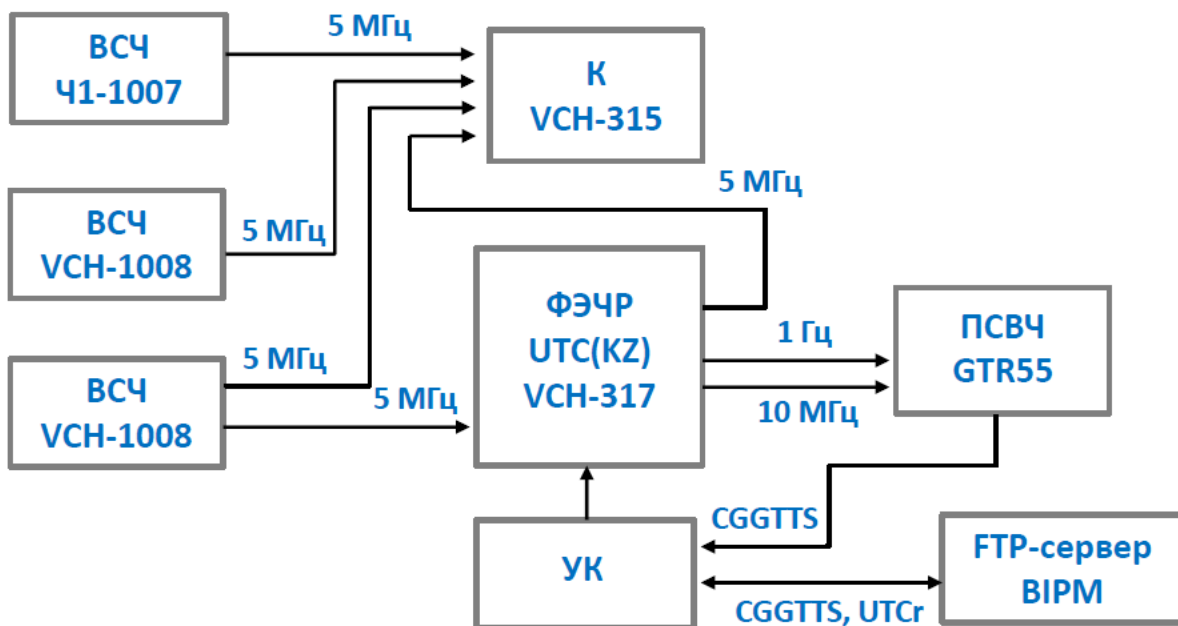 ВСЧ
Ч1-1007
5 МГц
К
VCH-315
ВСЧ
VCH-1008
5 МГц
5 МГц
ФЭЧР
UTC(KZ)
VCH-317
1 Гц
10 МГц
ПСВЧ
GTR55
ВСЧ
VCH-1008
5 МГц
5 МГц
CGGTTS
УК
FTP-сервер
BIPM
CGGTTS, UTCr